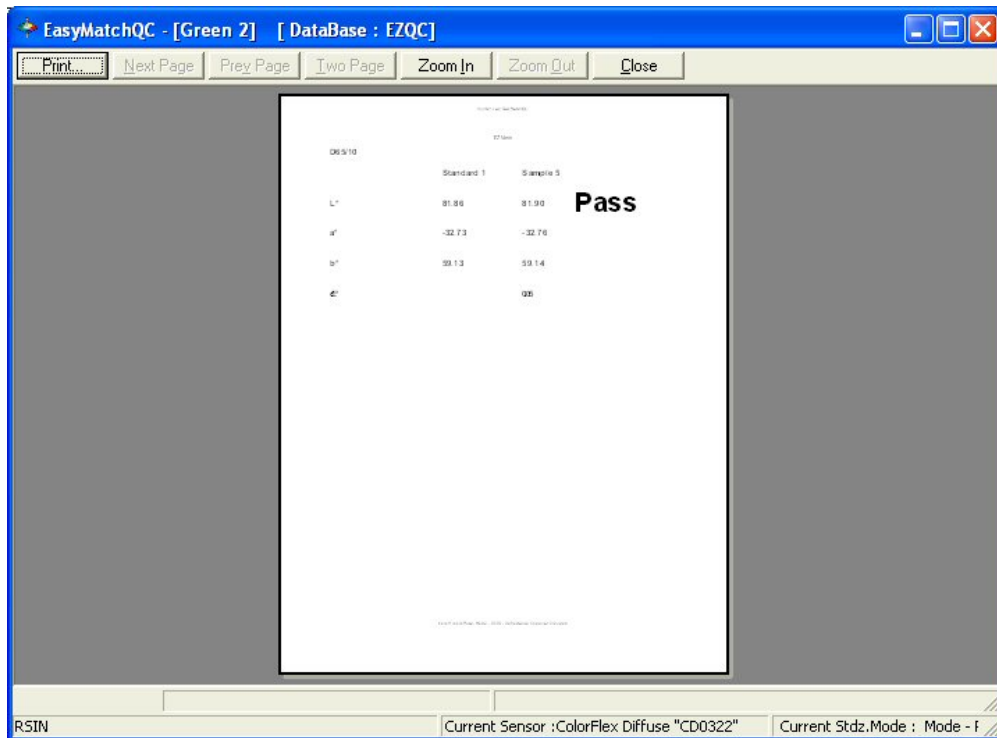 EasyMatchQC - [Green 2] [ DataBase : EZQC]
Print... Next Page Prev Page Two Page Zoom In Zoom Out Close
D65/10
Standard 1 Sample 5
L* 81.86 81.90 Pass
a* -32.73 -32.76
b* 59.13 59.14
RSIN Current Sensor :ColorFlex Diffuse "CD0322" Current Stdz.Mode : Mode -